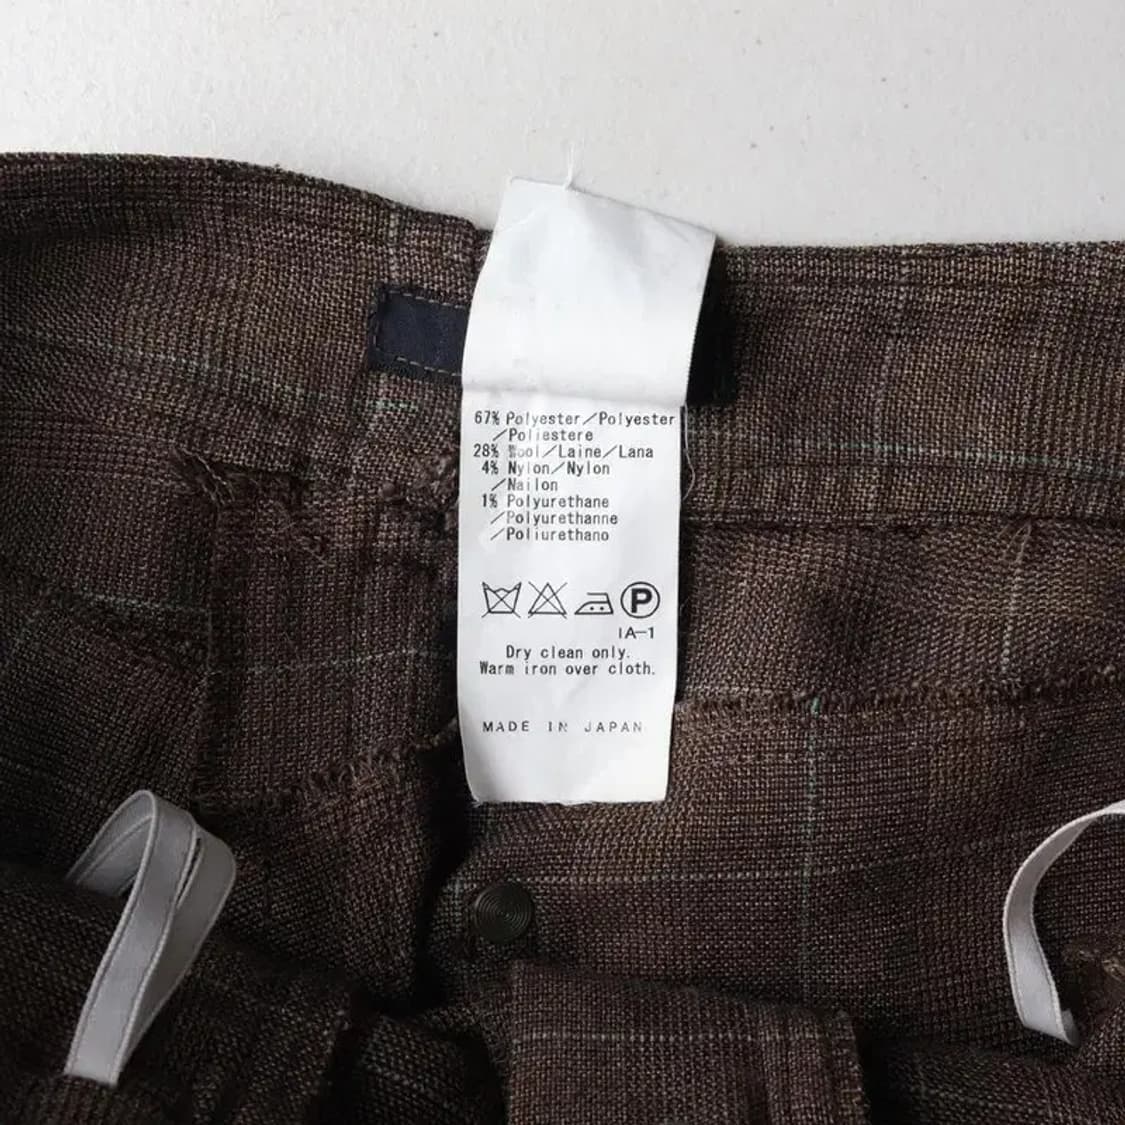 67% Polyester/Polyester
/Poliestere
28% Wool/Laine/Lana
4% Nylon/Nylon
/Nailon
1% Polyurethane
/Polyurethanne
/Poliurethano
P
IA-1
Dry clean only.
Warm iron over cloth.
MADE IN JAPAN